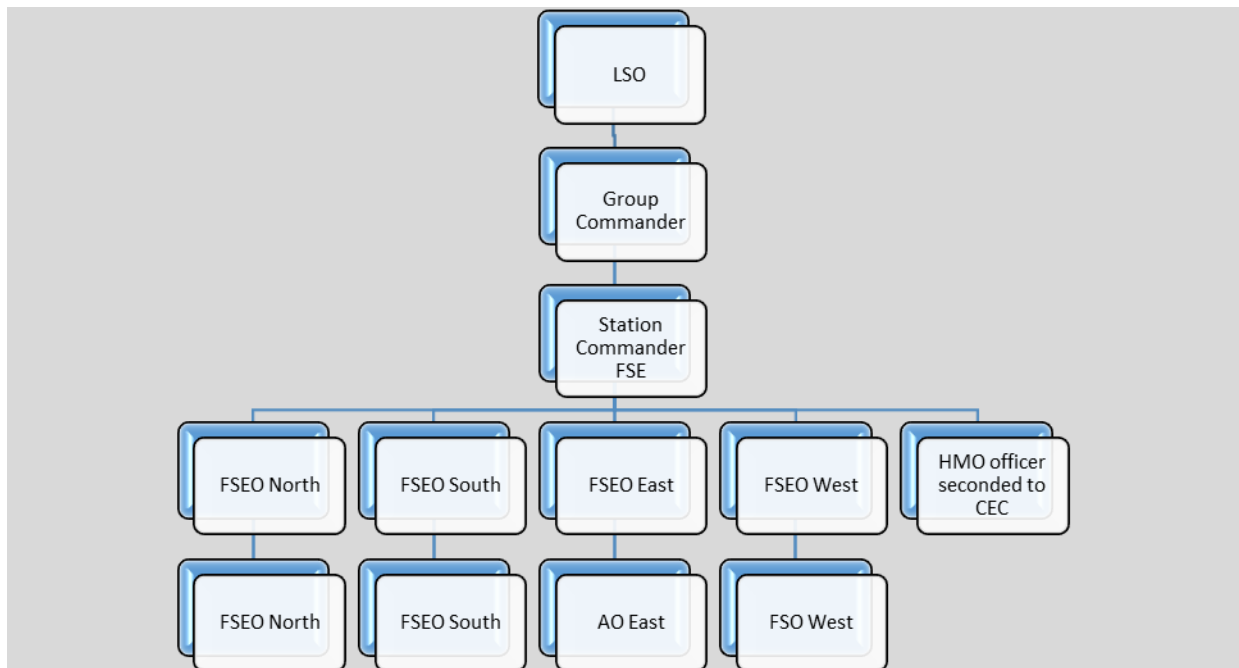 LSO
Group
Commander
Station
Commander
FSE
FSEO North
FSEO South
FSEO East
FSEO West
HMO officer
seconded to
CEC
FSEO North
FSEO South
AO East
FSO West